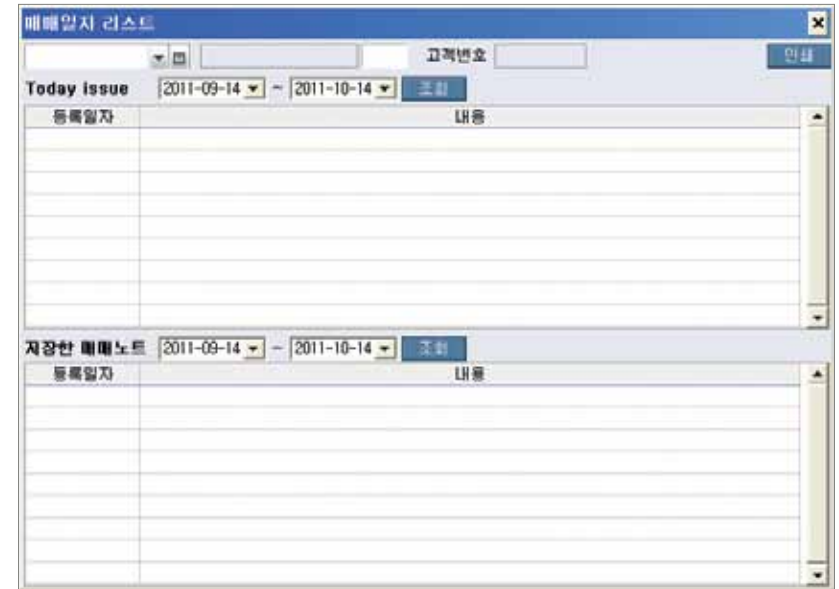 매매일지 리스트
고객번호 인쇄
Today issue 2011-09-14 ~ 2011-10-14 조회
등록일자 내용
저장한 매매노트 2011-09-14 ~ 2011-10-14 조회
등록일자 내용